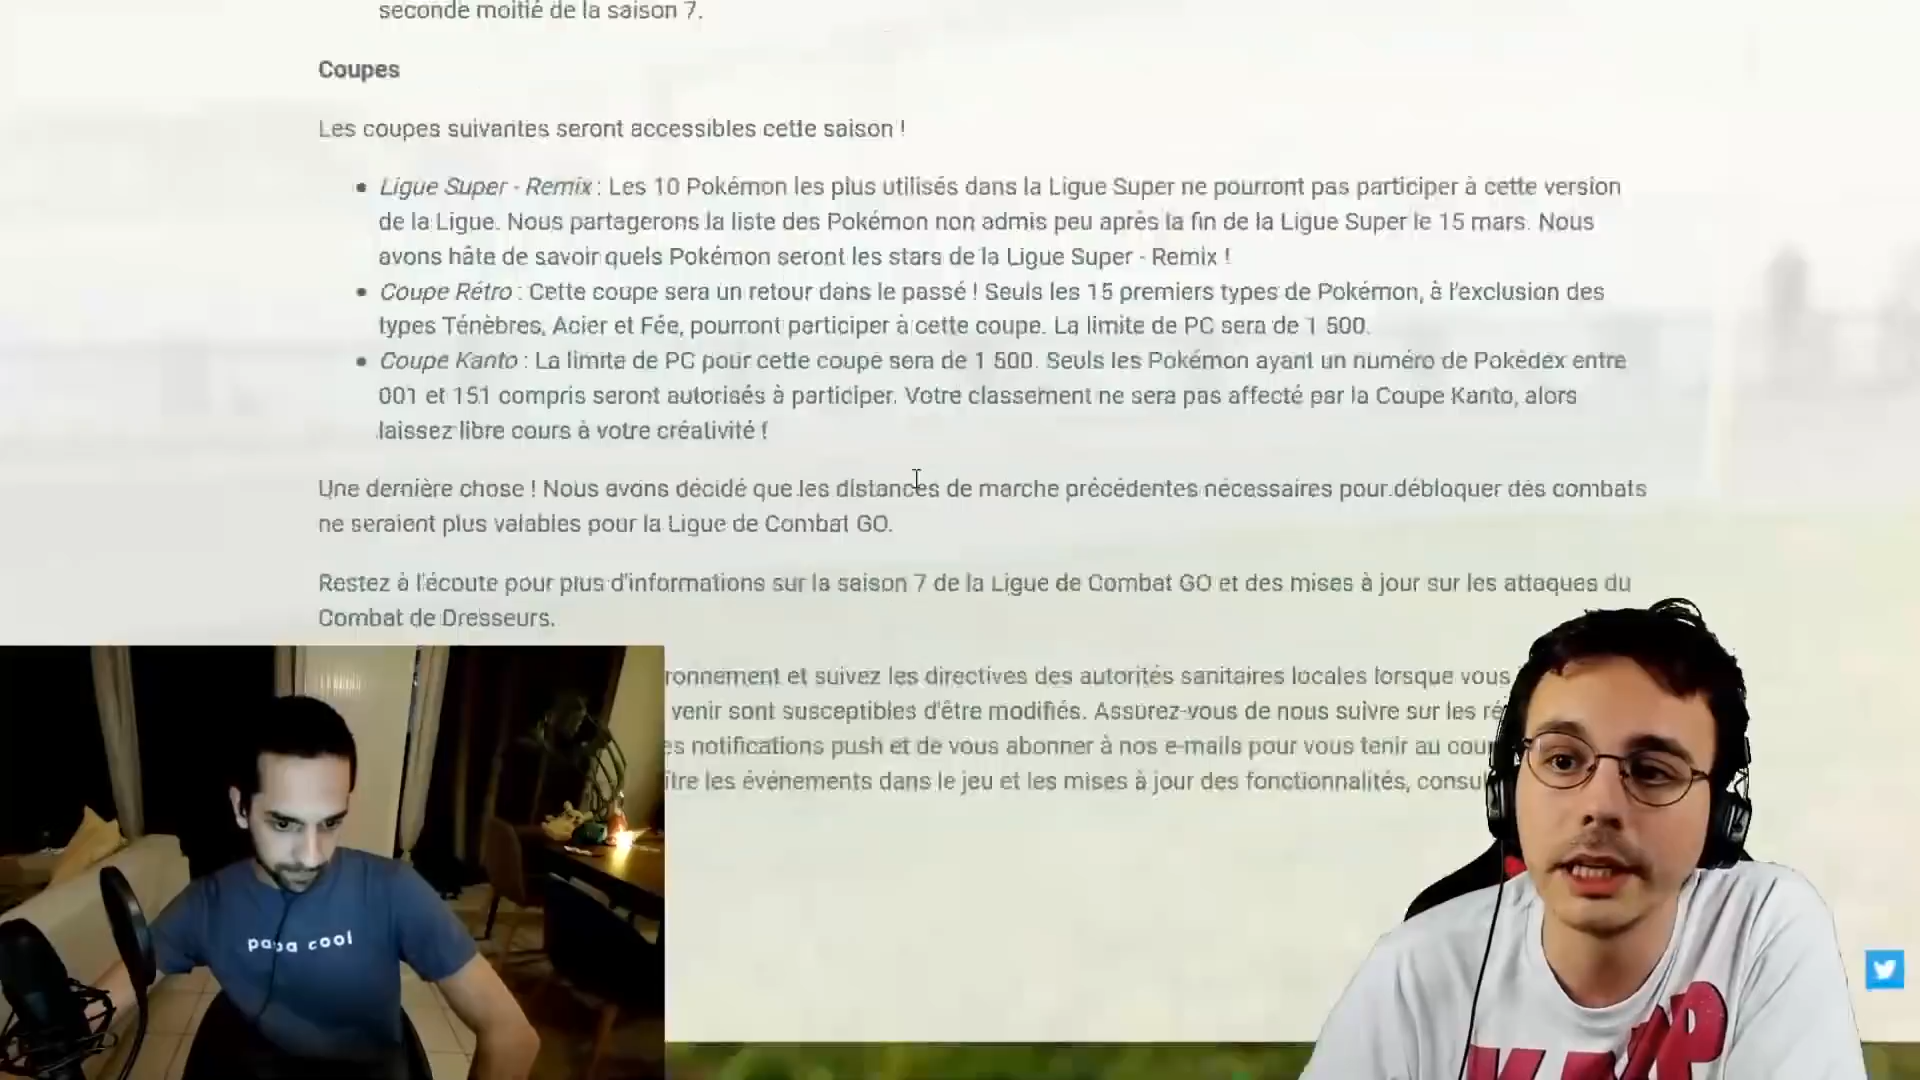 seconde moitié de la saison 7.
Coupes
Les coupes suivantes seront accessibles cette saison !
Ligue Super - Remix : Les 10 Pokémon les plus utilisés dans la Ligue Super ne pourront pas participer à cette version
de la Ligue. Nous partagerons la liste des Pokémon non admis peu après la fin de la Ligue Super le 15 mars. Nous
avons hâte de savoir quels Pokémon seront les stars de la Ligue Super - Remix !
Coupe Rétro : Cette coupe sera un retour dans le passé ! Seuls les 15 premiers types de Pokémon, à l'exclusion des
types Ténèbres, Acier et Fée, pourront participer à cette coupe. La limite de PC sera de 1 500.
Coupe Kanto : La limite de PC pour cette coupe sera de 1 500. Seuls les Pokémon ayant un numéro de Pokédex entre
001 et 151 compris seront autorisés à participer. Votre classement ne sera pas affecté par la Coupe Kanto, alors
laissez libre cours à votre créativité !
Une dernière chose ! Nous avons décidé que les distances de marche précédentes nécessaires pour débloquer des combats
ne seraient plus valables pour la Ligue de Combat GO.
Restez à l'écoute pour plus d'informations sur la saison 7 de la Ligue de Combat GO et des mises à jour sur les attaques du
Combat de Dresseurs.
ronnement et suivez les directives des autorités sanitaires locales lorsque vous
venir sont susceptibles d'être modifiés. Assurez-vous de nous suivre sur les ré
es notifications push et de vous abonner à nos e-mails pour vous tenir au cou
ître les événements dans le jeu et les mises à jour des fonctionnalités, consul
papa cool